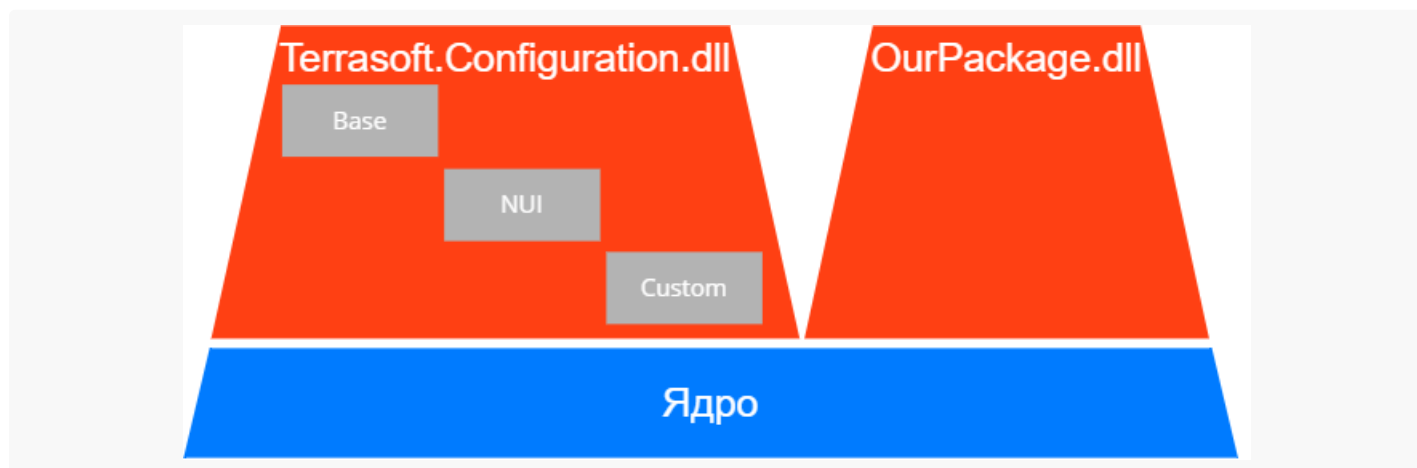 Terrasoft.Configuration.dll
OurPackage.dll
Base
NUI
Custom
Ядро